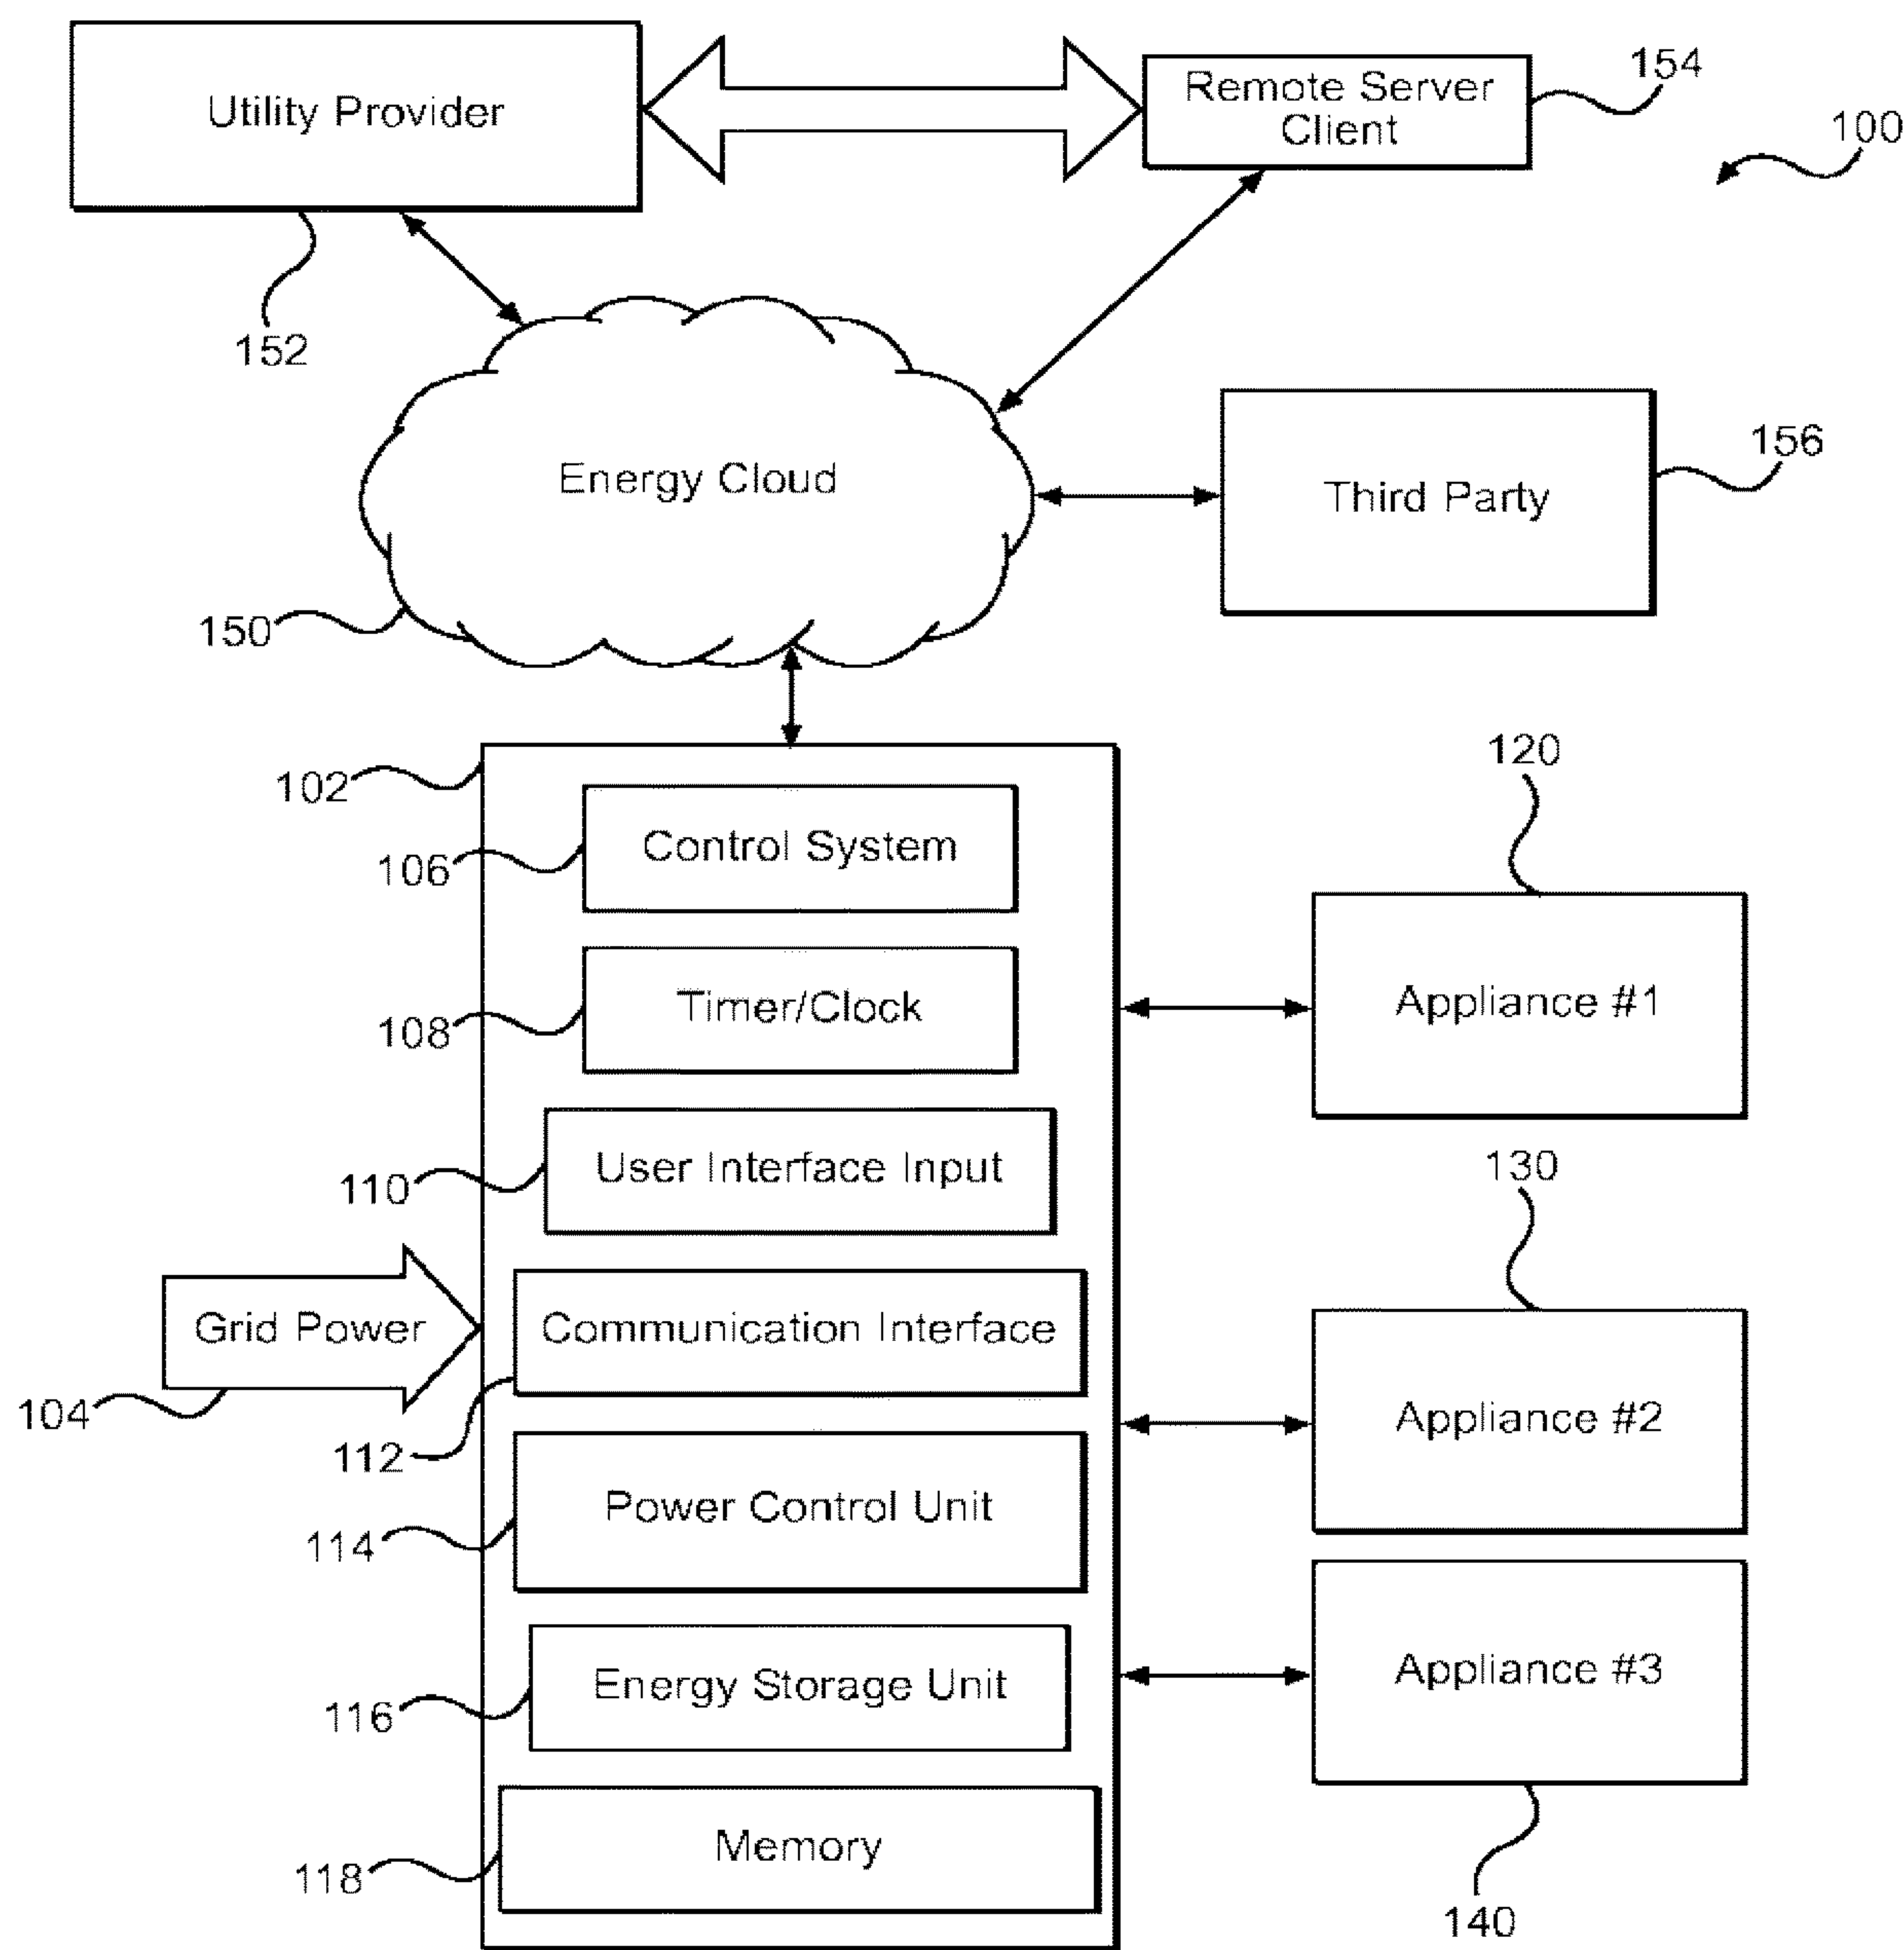 Utility Provider
Remote Server
Client
154
100
152
Energy Cloud
156
Third Party
150
102
120
Control System
106
Timer/Clock
108
Appliance #1
User Interface Input
110
130
Grid Power
Communication Interface
104
112
Appliance #2
Power Control Unit
114
Energy Storage Unit
116
Appliance #3
Memory
118
140